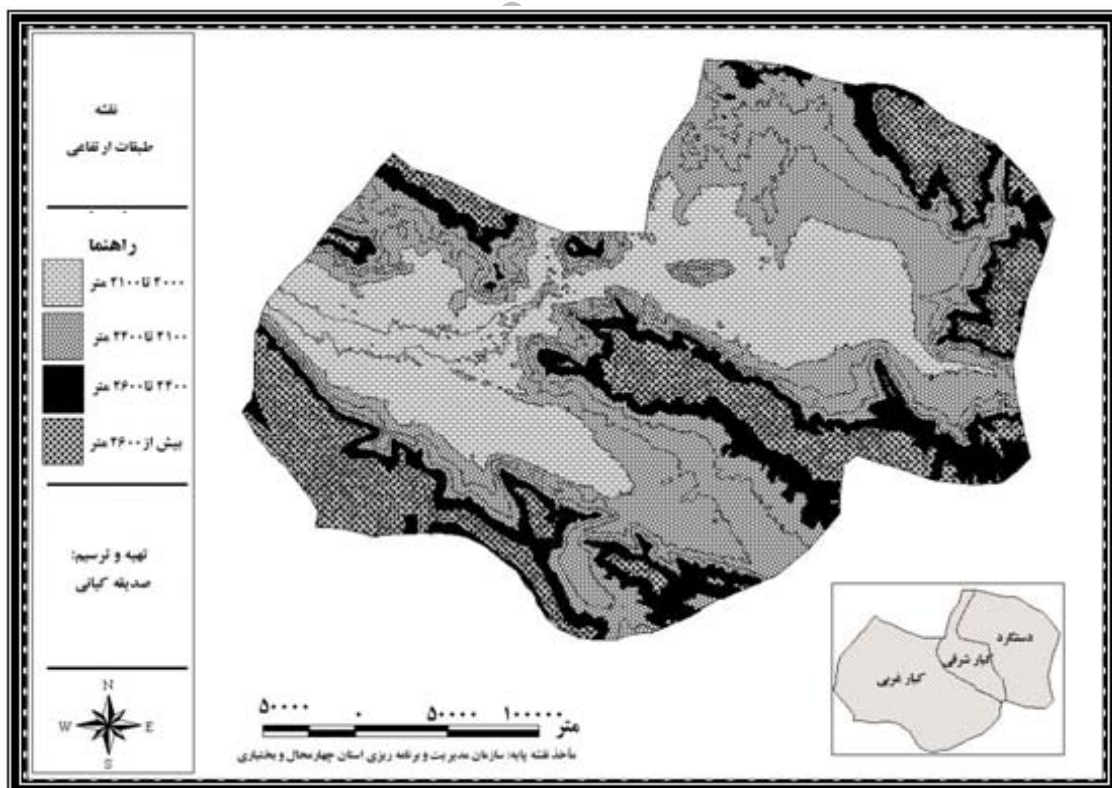 نقشه
طبقات ارتفاعی
راهنما
۲۰۰۰ تا ۲۱۰۰ متر
۲۱۰۰ تا ۲۴۰۰ متر
۲۴۰۰ تا ۲۶۰۰ متر
بیش از ۲۶۰۰ متر
تهیه و ترسیم:
صدیقه کیانی
N
W E
S
۵۰۰۰۰ ۰ ۵۰۰۰۰ ۱۰۰۰۰۰
متر
مآخذ نقشه پایه: سازمان مدیریت و برنامه ریزی استان چهارمحال و بختیاری
دستگرد
کیار شرقی
کیار غربی